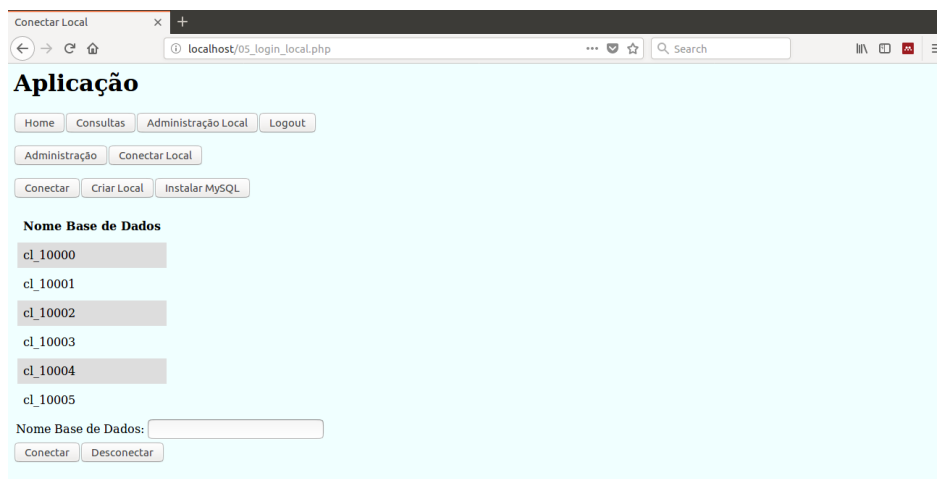 Conectar Local × +
localhost/05_login_local.php ... Search
Aplicação
Home Consultas Administração Local Logout
Administração Conectar Local
Conectar Criar Local Instalar MySQL
Nome Base de Dados
cl_10000
cl_10001
cl_10002
cl_10003
cl_10004
cl_10005
Nome Base de Dados:
Conectar Desconectar